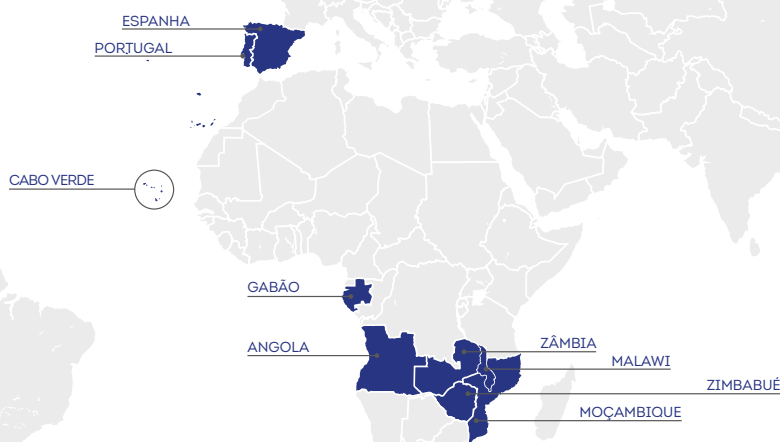 ESPANHA
PORTUGAL
CABO VERDE
GABÃO
ANGOLA
ZÂMBIA
MALAWI
ZIMBABUÉ
MOÇAMBIQUE